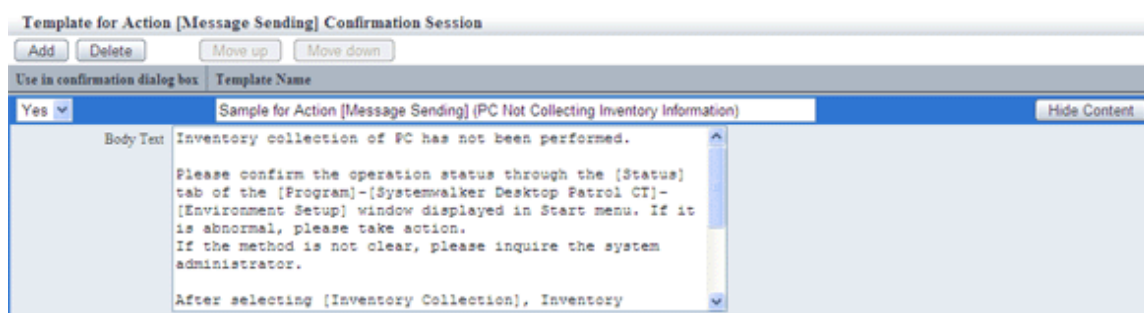 Template for Action [Message Sending] Confirmation Session
Add Delete Move up Move down
Use in confirmation dialog box Template Name
Yes Sample for Action [Message Sending] (PC Not Collecting Inventory Information) Hide Content
Body Text Inventory collection of PC has not been performed.
Please confirm the operation status through the [Status]
tab of the [Program]-[Systemwalker Desktop Patrol CT]-
[Environment Setup] window displayed in Start menu. If it
is abnormal, please take action.
If the method is not clear, please inquire the system
administrator.
After selecting [Inventory Collection], Inventory